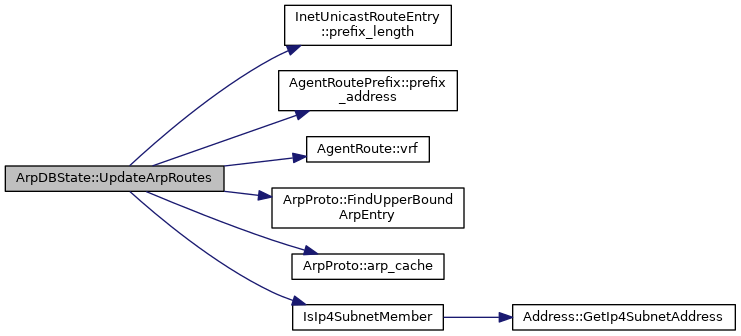 InetUnicastRouteEntry
::prefix_length
AgentRoutePrefix::prefix
_address
AgentRoute::vrf
ArpDBState::UpdateArpRoutes
ArpProto::FindUpperBound
ArpEntry
ArpProto::arp_cache
IsIp4SubnetMember
Address::GetIp4SubnetAddress